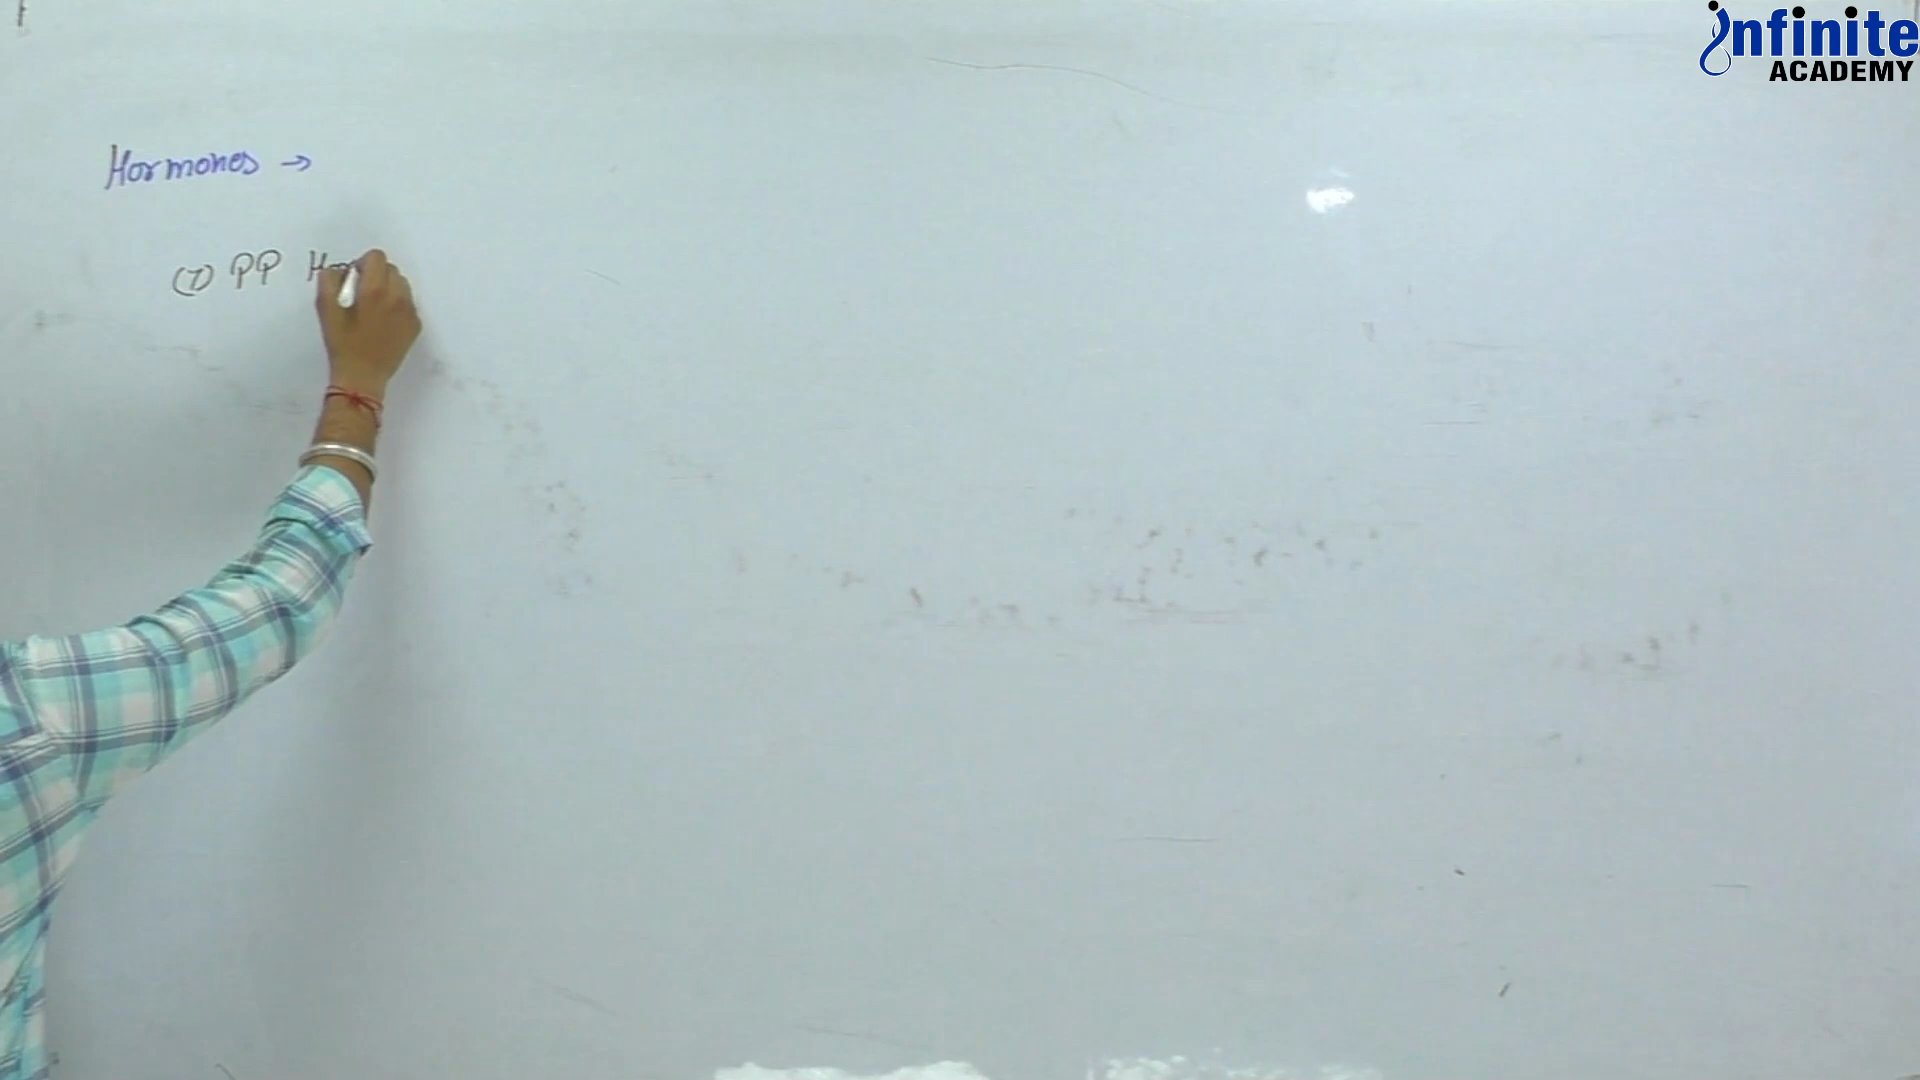 infinite
ACADEMY
Hormones →
PP